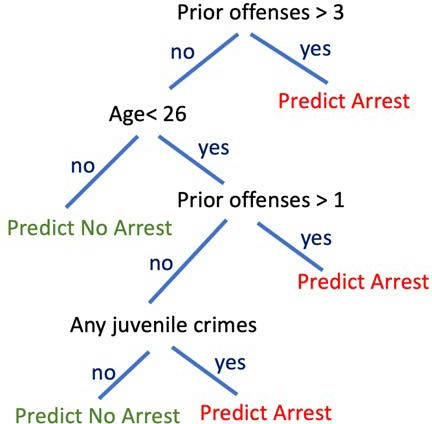 Prior offenses > 3
no
yes
Predict Arrest
Age< 26
no
yes
Predict No Arrest
Prior offenses > 1
no
yes
Predict Arrest
Any juvenile crimes
no
yes
Predict No Arrest
Predict Arrest